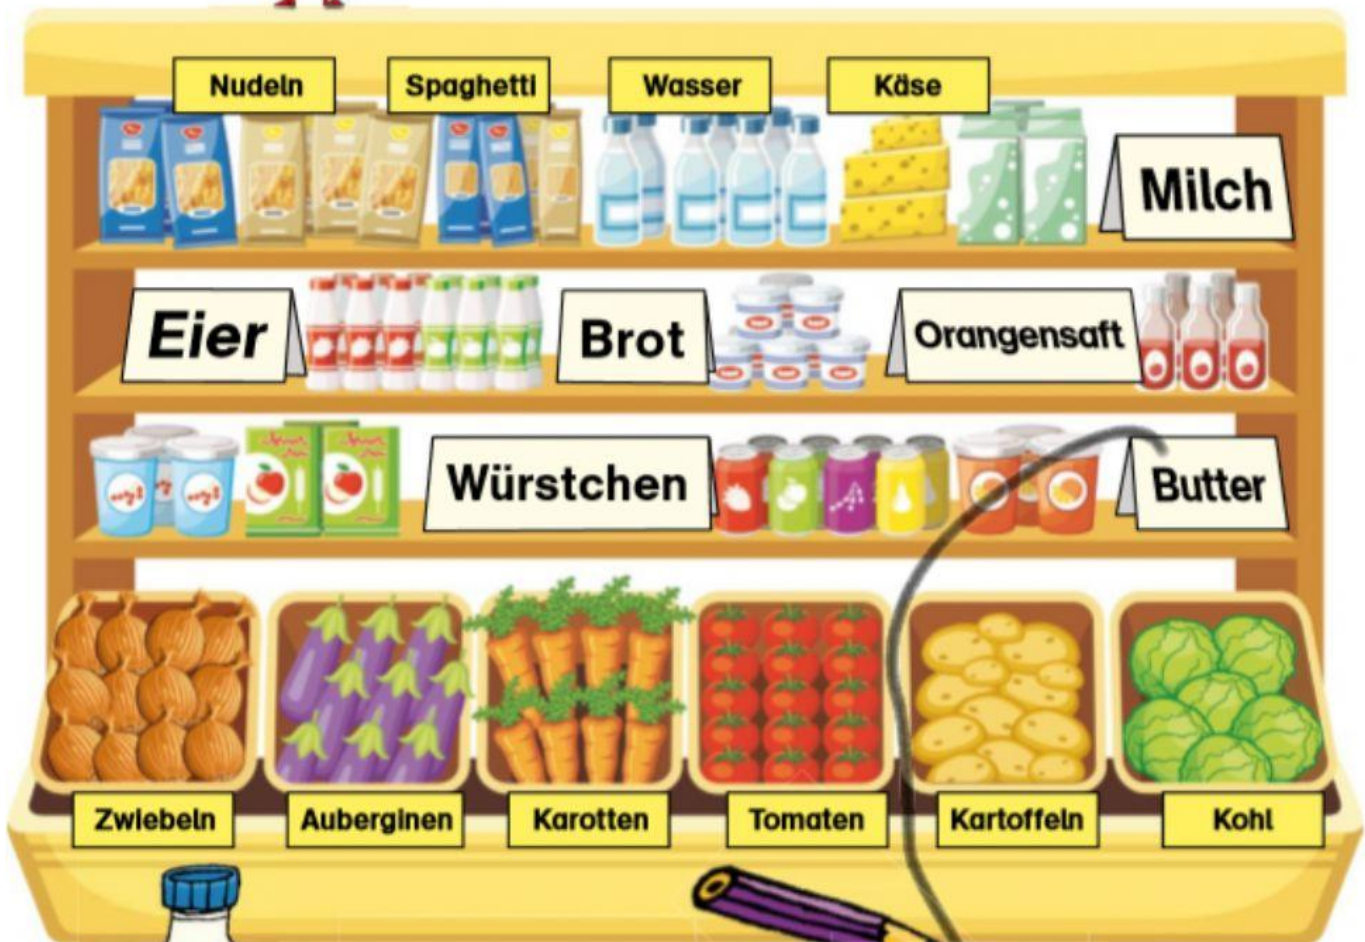 Nudeln
Spaghetti
Wasser
Käse
Milch
Eier
Brot
Orangensaft
Würstchen
Butter
Zwiebeln
Auberginen
Karotten
Tomaten
Kartoffeln
Kohl